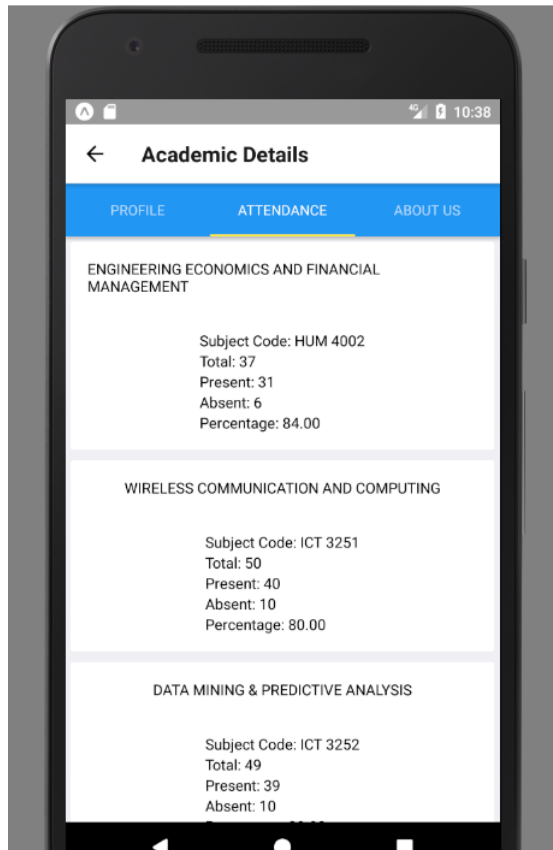 4G 10:38
Academic Details
PROFILE ATTENDANCE ABOUT US
ENGINEERING ECONOMICS AND FINANCIAL
MANAGEMENT
Subject Code: HUM 4002
Total: 37
Present: 31
Absent: 6
Percentage: 84.00
WIRELESS COMMUNICATION AND COMPUTING
Subject Code: ICT 3251
Total: 50
Present: 40
Absent: 10
Percentage: 80.00
DATA MINING & PREDICTIVE ANALYSIS
Subject Code: ICT 3252
Total: 49
Present: 39
Absent: 10